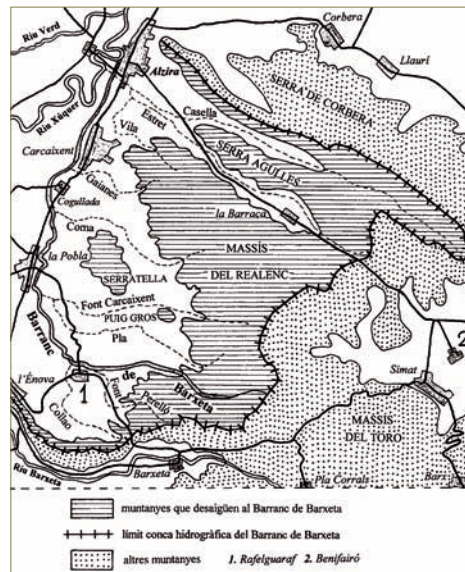 Riu Verd
Corbera
Llaurí
Alzira
SERRA DE CORBERA
Riu Xúquer
Casella
Estret
Vila
Carcaixent
SERRA AGULLES
Gaianes
Cogullada
la Barraca
Coma
MASSÍS
DEL REALENC
la Pobla
SERRATELLA
Font Carcaixent
PUIG GROS
Barranc
Pla
2
Simat
de
l'Énova
1
Barxeta
Font
Perelló
Collao
MASSÍS
DEL TORO
Riu Barxeta
Barxeta
Pla Corrals
Barx
muntanyes que desaigüen al Barranc de Barxeta
límit conca hidrogràfica del Barranc de Barxeta
altres muntanyes 1. Rafelguaraf 2. Benifairó